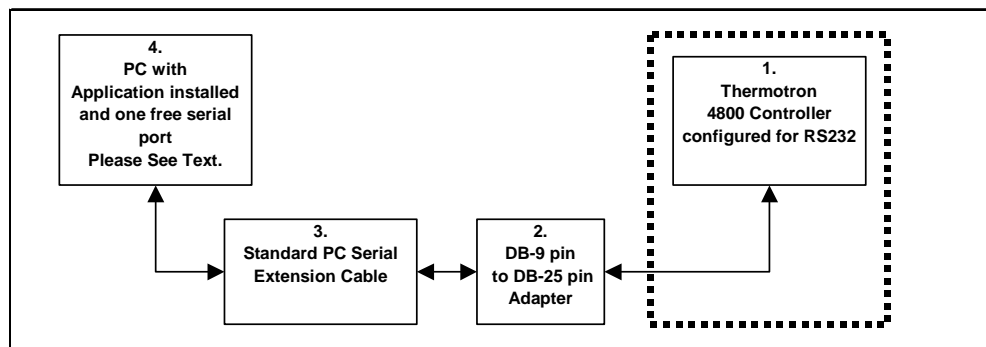 4.
PC with
Application installed
and one free serial
port
Please See Text.
1.
Thermotron
4800 Controller
configured for RS232
3.
Standard PC Serial
Extension Cable
2.
DB-9 pin
to DB-25 pin
Adapter